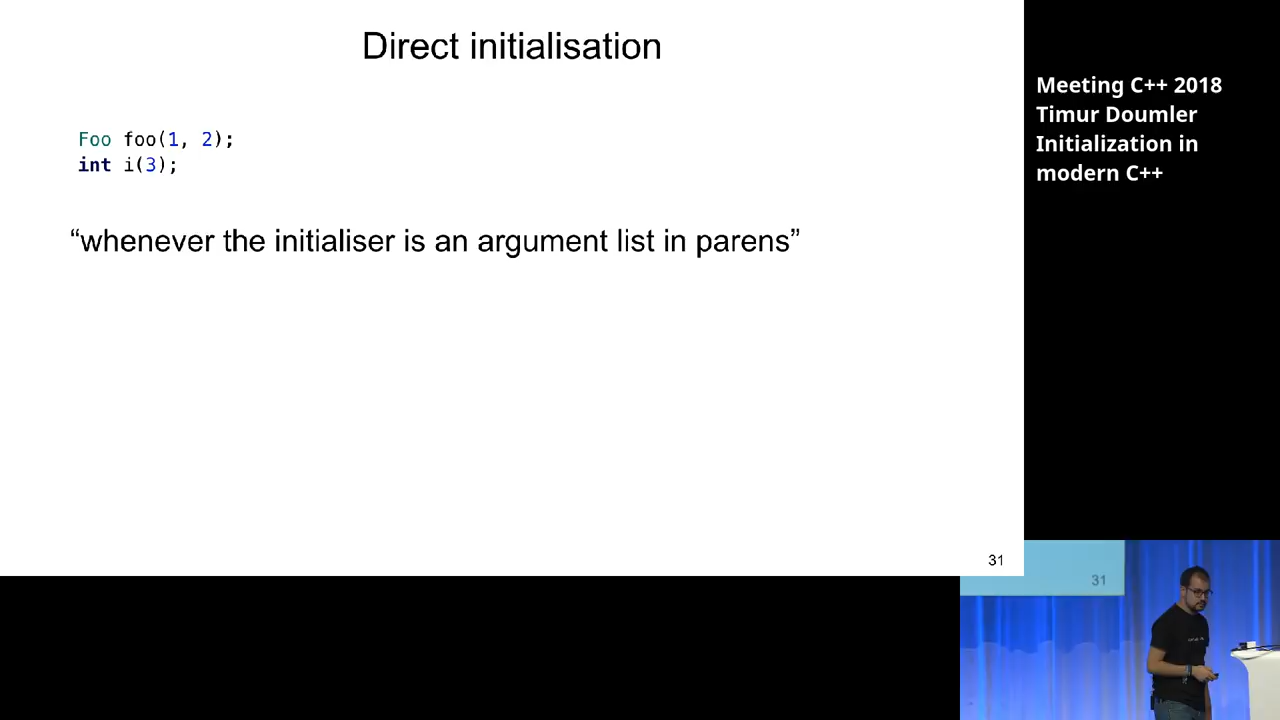 Direct initialisation
Foo foo(1, 2);
int i(3);
“whenever the initialiser is an argument list in parens”
31
Meeting C++ 2018
Timur Doumler
Initialization in
modern C++
31